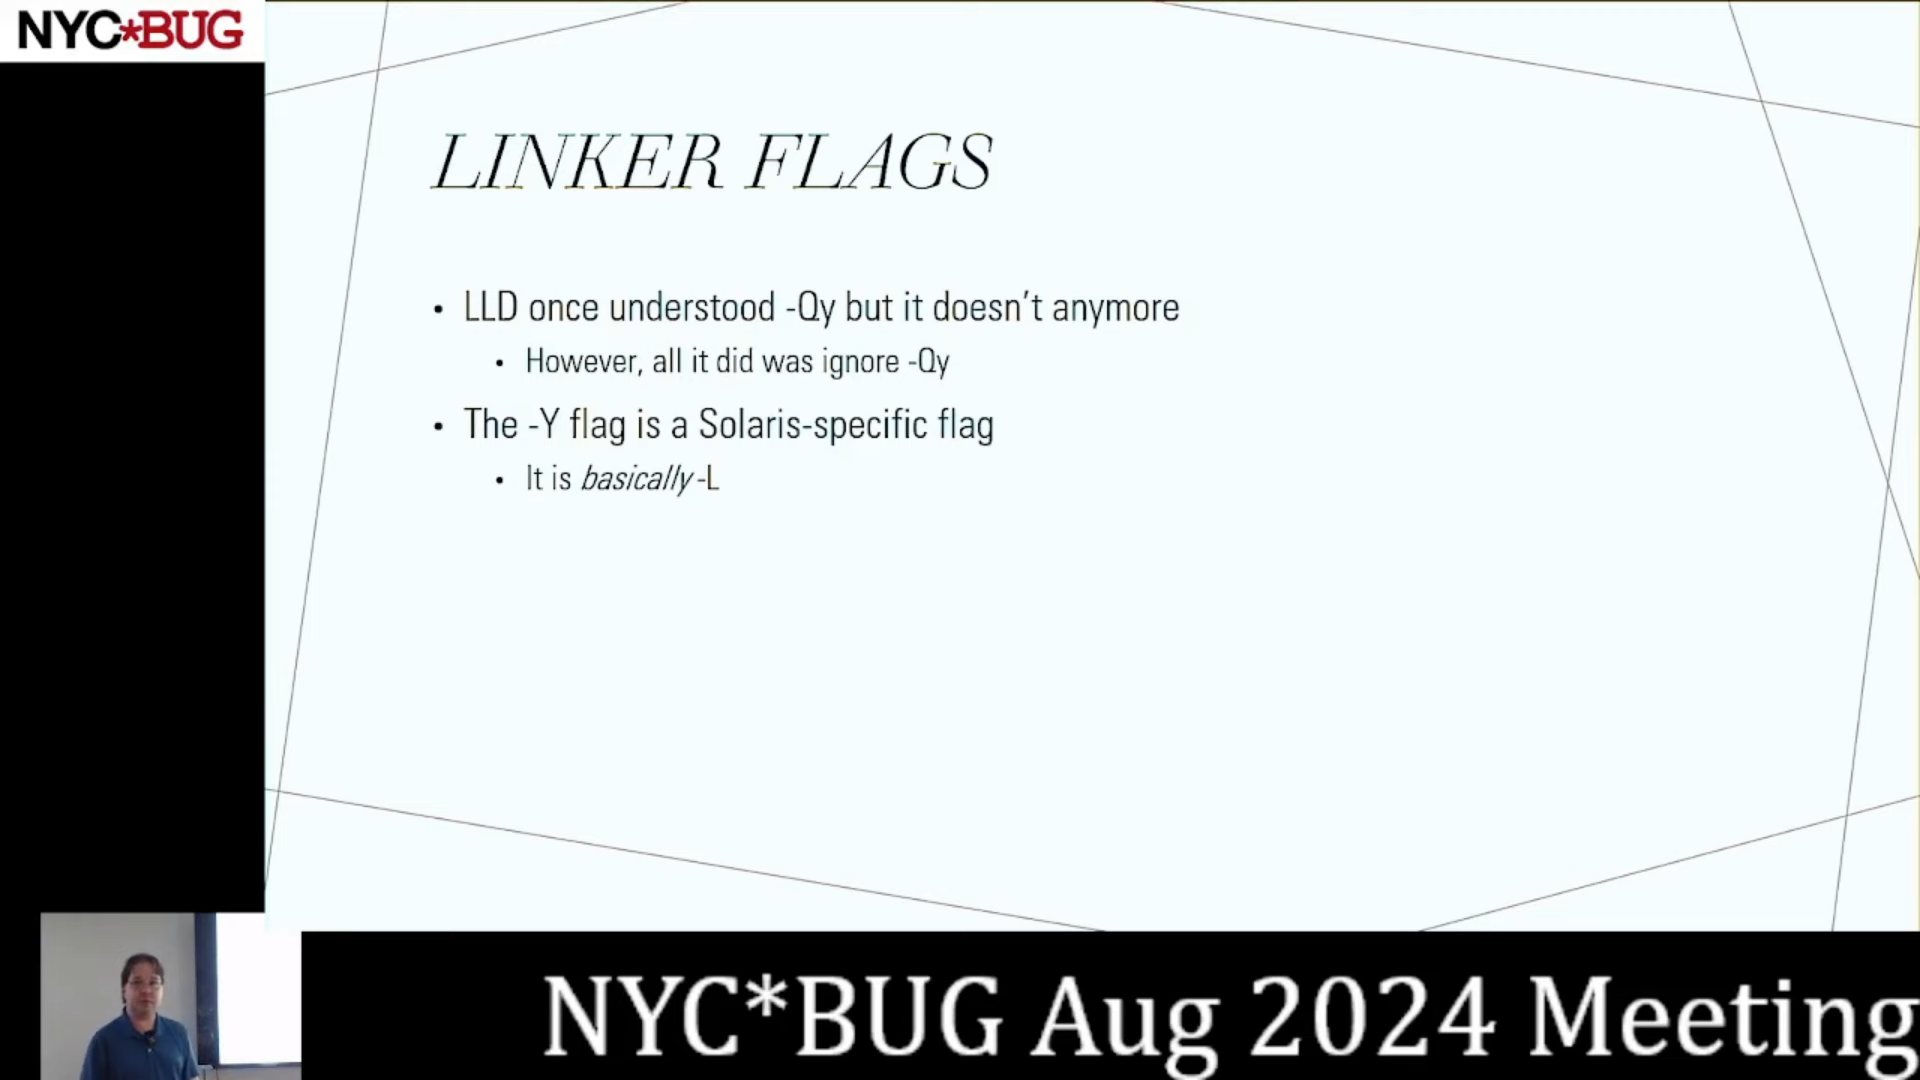 NYC*BUG
LINKER FLAGS
• LLD once understood -Qy but it doesn’t anymore
• However, all it did was ignore -Qy
• The -Y flag is a Solaris-specific flag
• It is basically -L
NYC*BUG Aug 2024 Meeting